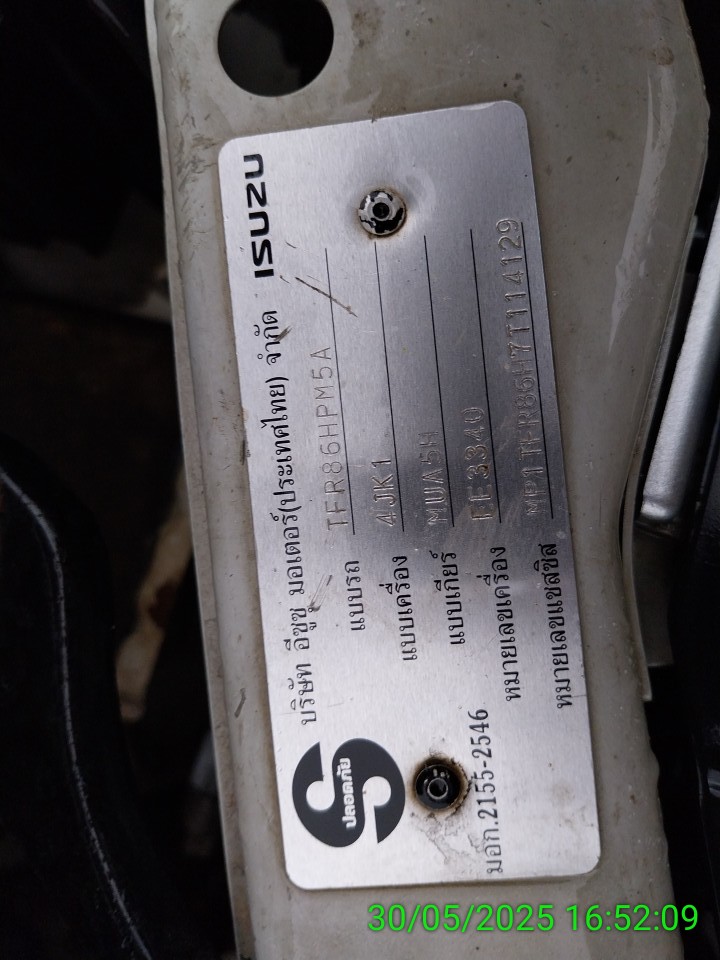 บริษัท อีซูซุ มอเตอร์(ประเทศไทย) จำกัด ISUZU
แบบรถ TFR86HPM5A
แบบเครื่อง 4JK1
แบบเกียร์ MUA5H
หมายเลขเครื่อง EE3340
หมายเลขแชสซิส MP1TFR86H7T114129
ปลอดภัย
มอก.2155-2546
30/05/2025 16:52:09